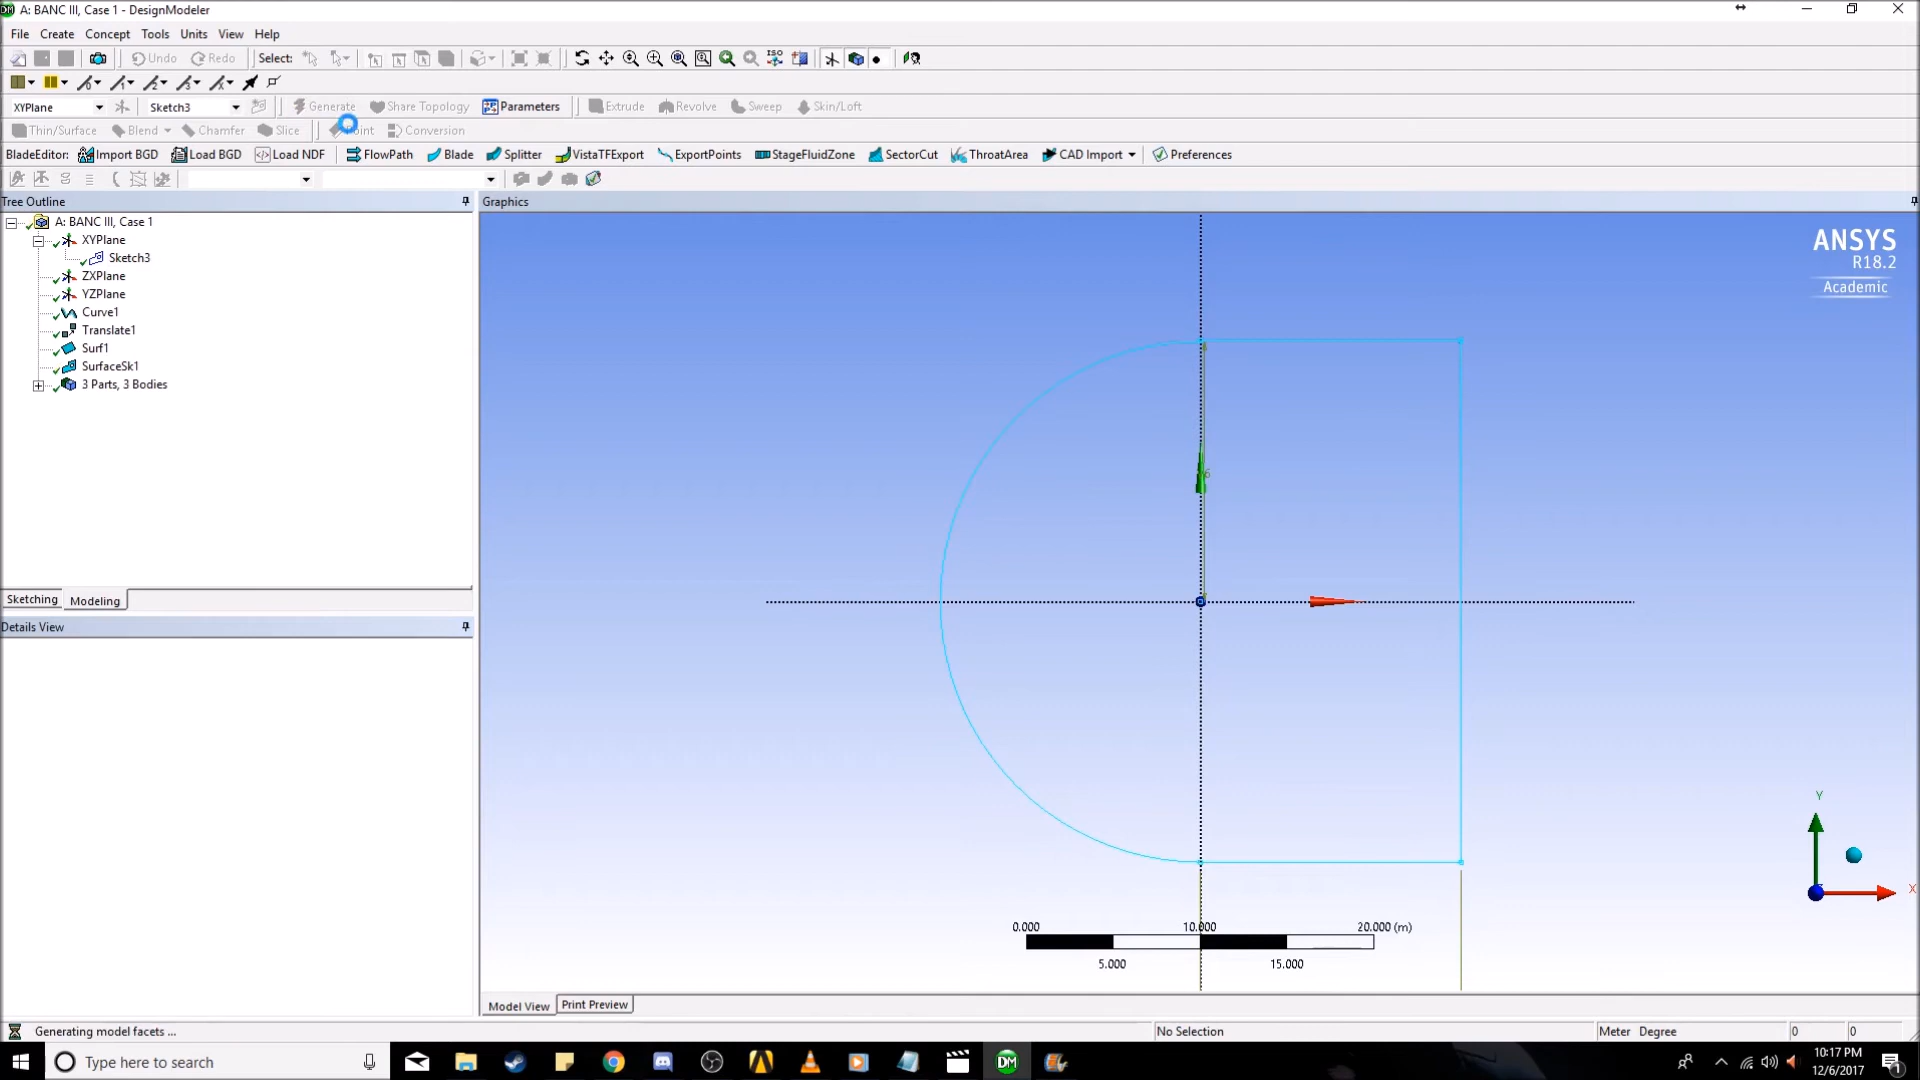 A: BANC III, Case 1 - DesignModeler
File Create Concept Tools Units View Help
Undo Redo Select: ISO
XYPlane Sketch3 Generate Share Topology Parameters Extrude Revolve Sweep Skin/Loft
Thin/Surface Blend Chamfer Slice Conversion
BladeEditor: Import BGD Load BGD Load NDF FlowPath Blade Splitter VistaTFExport ExportPoints StageFluidZone SectorCut ThroatArea CAD Import Preferences
Tree Outline
Graphics
A: BANC III, Case 1
XYPlane
Sketch3
ZXPlane
YZPlane
Curve1
Translate1
Surf1
SurfaceSk1
3 Parts, 3 Bodies
ANSYS
R18.2
Academic
Sketching Modeling
Details View
Y
X
0.000 10.000 20.000 (m)
5.000 15.000
Model View Print Preview
Generating model facets ...
No Selection
Meter Degree 0 0
Type here to search
DM
10:17 PM
12/6/2017
1